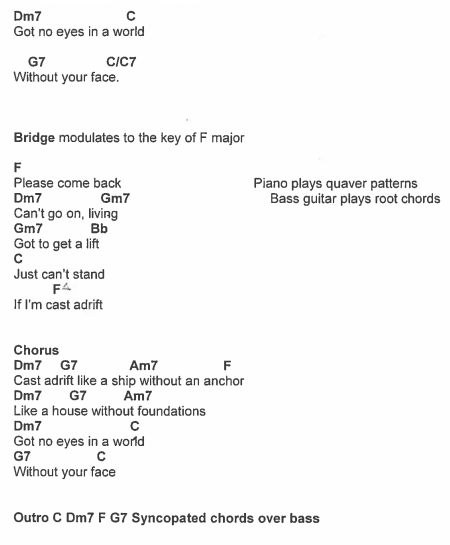 Dm7 C
Got no eyes in a world
G7 C/C7
Without your face.
Bridge modulates to the key of F major
F
Please come back Piano plays quaver patterns
Dm7 Gm7 Bass guitar plays root chords
Can't go on, living
Gm7 Bb
Got to get a lift
C
Just can't stand
F
If I'm cast adrift
Chorus
Dm7 G7 Am7 F
Cast adrift like a ship without an anchor
Dm7 G7 Am7
Like a house without foundations
Dm7 C
Got no eyes in a world
G7 C
Without your face
Outro C Dm7 F G7 Syncopated chords over bass